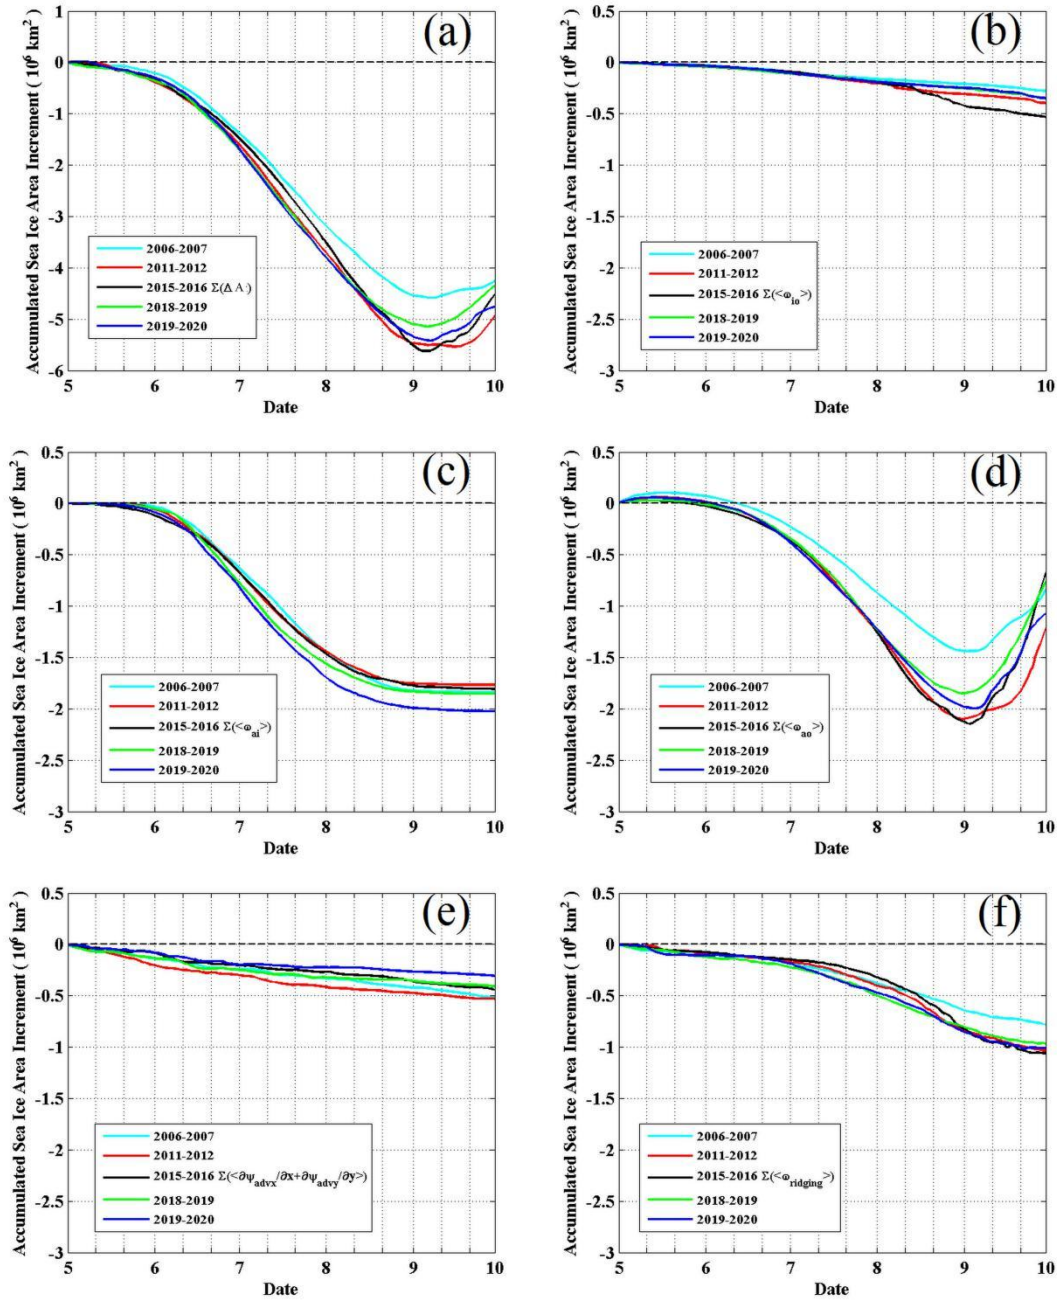 (a)
Accumulated Sea Ice Area Increment ( 10⁶ km² )
1
0
-1
-2
-3
-4
-5
-6
2006-2007
2011-2012
2015-2016 Σ(ΔA)
2018-2019
2019-2020
5 6 7 8 9 10
Date
(b)
Accumulated Sea Ice Area Increment ( 10⁶ km² )
0.5
0
-0.5
-1
-1.5
-2
-2.5
-3
2006-2007
2011-2012
2015-2016 Σ(<φ_io>)
2018-2019
2019-2020
5 6 7 8 9 10
Date
(c)
Accumulated Sea Ice Area Increment ( 10⁶ km² )
0.5
0
-0.5
-1
-1.5
-2
-2.5
-3
2006-2007
2011-2012
2015-2016 Σ(<φ_ai>)
2018-2019
2019-2020
5 6 7 8 9 10
Date
(d)
Accumulated Sea Ice Area Increment ( 10⁶ km² )
0.5
0
-0.5
-1
-1.5
-2
-2.5
-3
2006-2007
2011-2012
2015-2016 Σ(<φ_ao>)
2018-2019
2019-2020
5 6 7 8 9 10
Date
(e)
Accumulated Sea Ice Area Increment ( 10⁶ km² )
0.5
0
-0.5
-1
-1.5
-2
-2.5
-3
2006-2007
2011-2012
2015-2016 Σ(<∂ψ_advx/∂x+∂ψ_advy/∂y>)
2018-2019
2019-2020
5 6 7 8 9 10
Date
(f)
Accumulated Sea Ice Area Increment ( 10⁶ km² )
0.5
0
-0.5
-1
-1.5
-2
-2.5
-3
2006-2007
2011-2012
2015-2016 Σ(<φ_ridging>)
2018-2019
2019-2020
5 6 7 8 9 10
Date